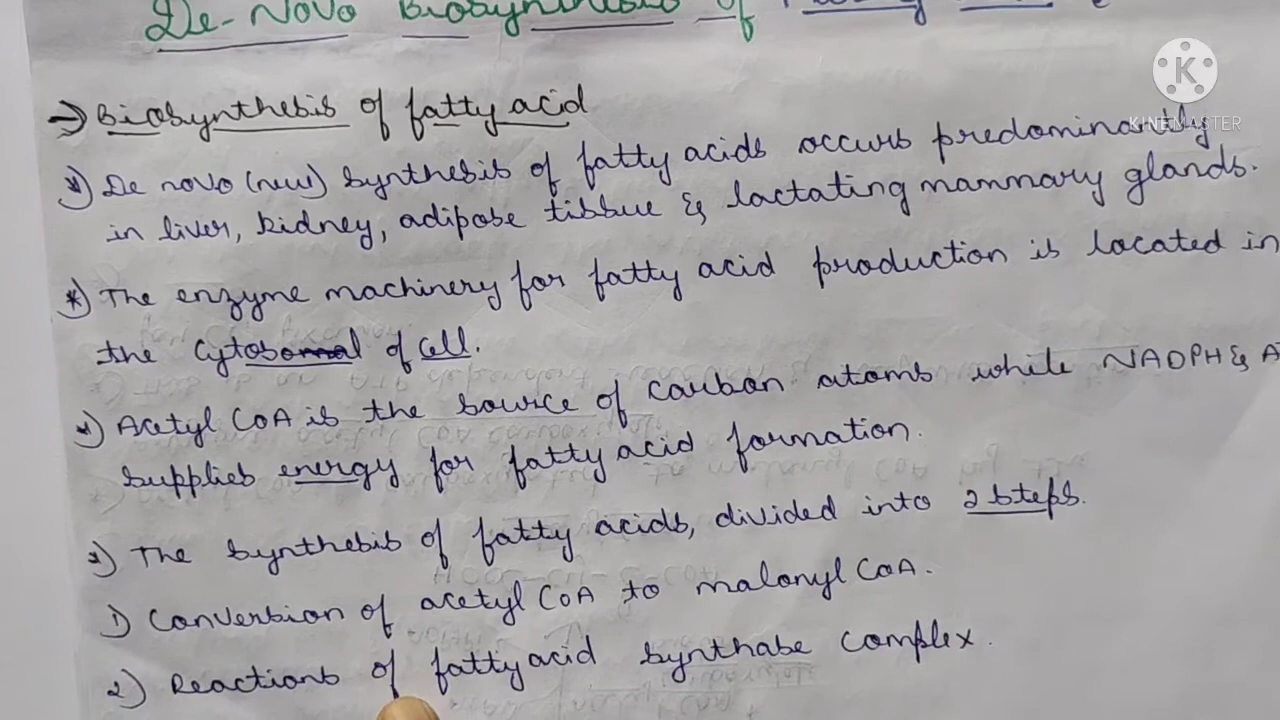 De-Novo Biosynthesis of
→ Biosynthesis of fatty acid
*) De novo (new) synthesis of fatty acids occurs predominantly
in liver, kidney, adipose tissue & lactating mammary glands.
*) The enzyme machinery for fatty acid production is located in
the cytosomal of cell.
*) Acetyl CoA is the source of carbon atoms while NADPH & A
supplies energy for fatty acid formation.
*) The synthesis of fatty acids, divided into 2 steps.
1) Conversion of acetyl CoA to malonyl CoA.
2) Reactions of fatty acid synthase complex.
K
KINEMASTER